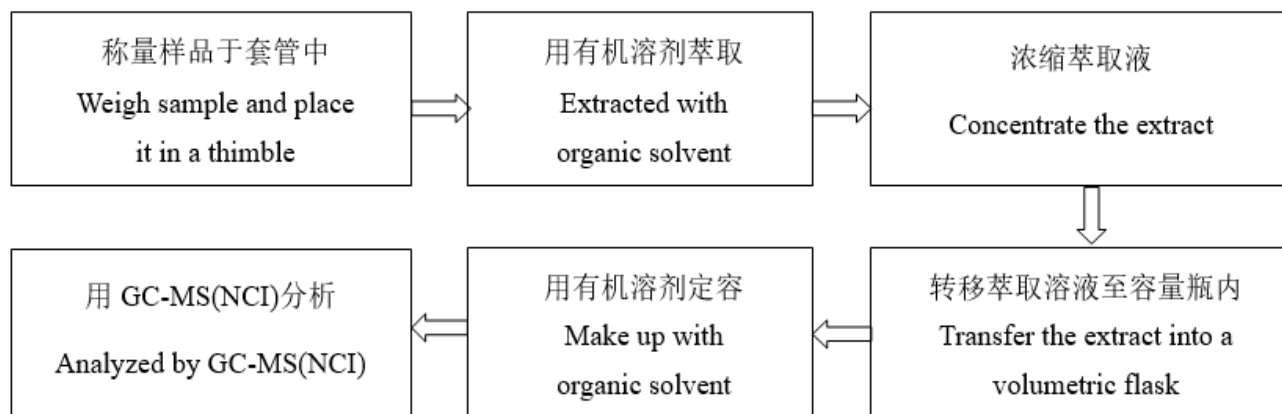 称量样品于套管中
Weigh sample and place
it in a thimble
用有机溶剂萃取
Extracted with
organic solvent
浓缩萃取液
Concentrate the extract
转移萃取溶液至容量瓶内
Transfer the extract into a
volumetric flask
用有机溶剂定容
Make up with
organic solvent
用 GC-MS(NCI)分析
Analyzed by GC-MS(NCI)